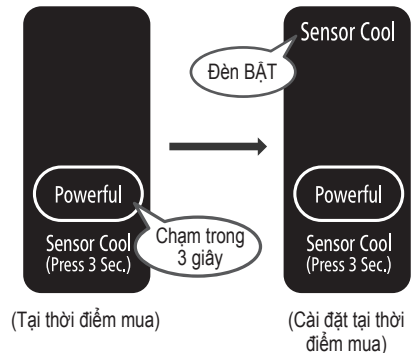 Powerful
Sensor Cool
(Press 3 Sec.)
Chạm trong
3 giây
(Tại thời điểm mua)
Sensor Cool
Đèn BẬT
Powerful
Sensor Cool
(Press 3 Sec.)
(Cài đặt tại thời
điểm mua)